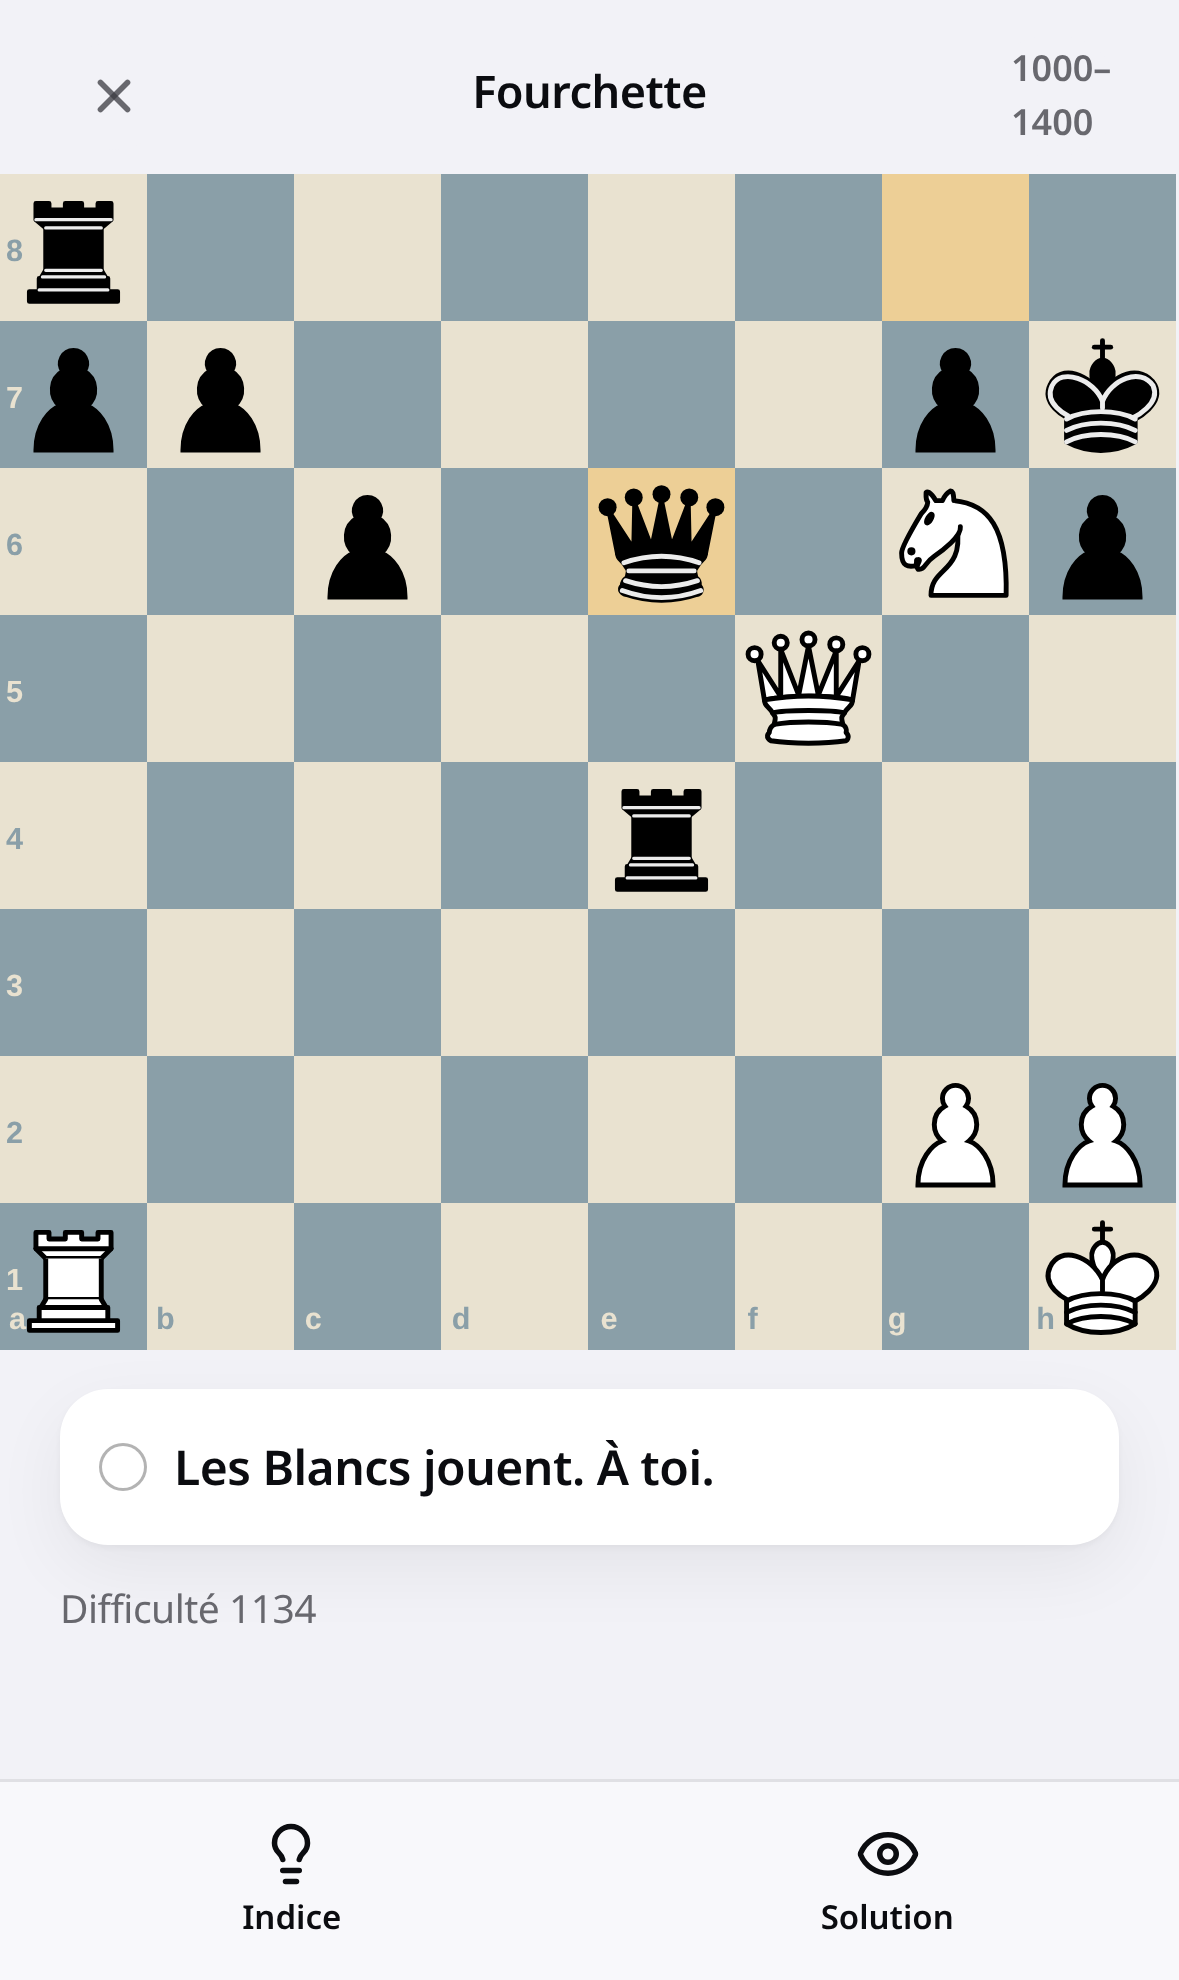 Fourchette
1000–
1400
8
7
6
5
4
3
2
1
a b c d e f g h
Les Blancs jouent. À toi.
Difficulté 1134
Indice
Solution